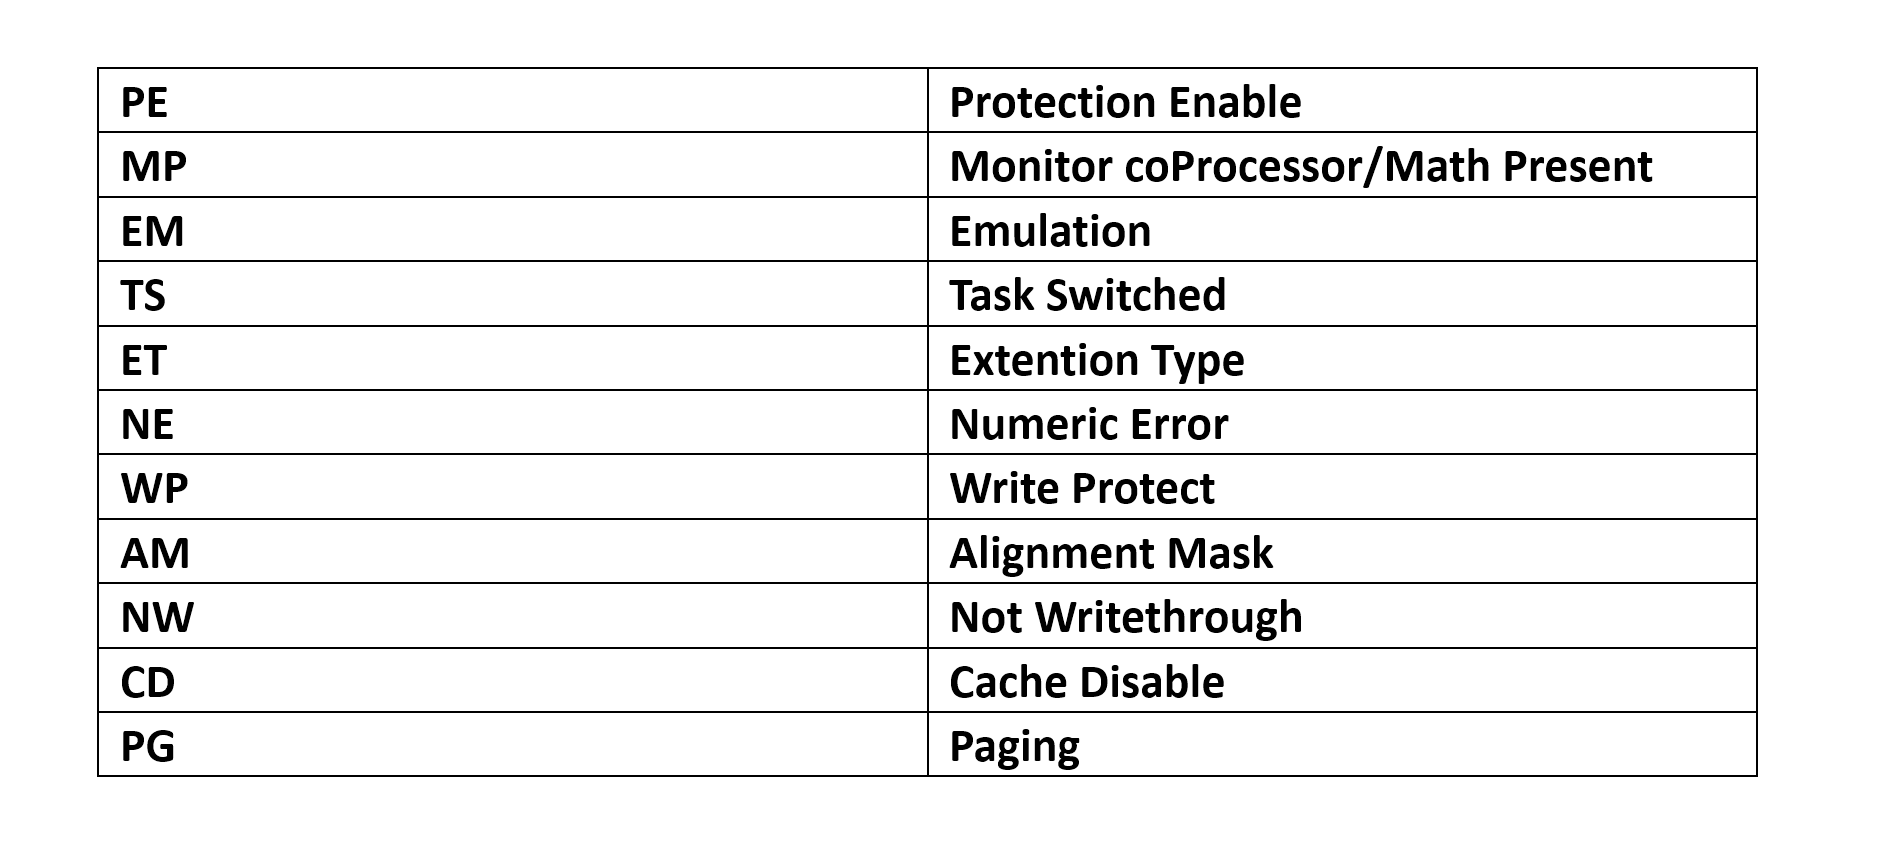 PE Protection Enable
MP Monitor coProcessor/Math Present
EM Emulation
TS Task Switched
ET Extention Type
NE Numeric Error
WP Write Protect
AM Alignment Mask
NW Not Writethrough
CD Cache Disable
PG Paging